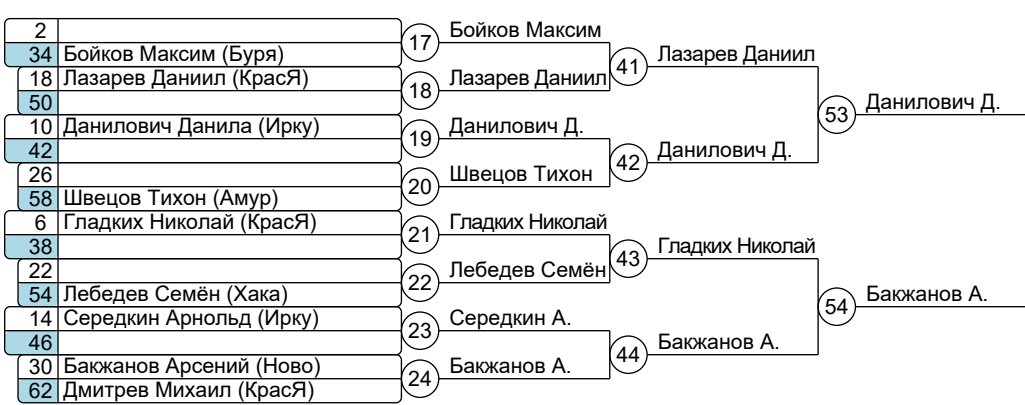 2
34 Бойков Максим (Буря)
18 Лазарев Даниил (КрасЯ)
50
10 Данилович Данила (Ирку)
42
26
58 Швецов Тихон (Амур)
6 Гладких Николай (КрасЯ)
38
22
54 Лебедев Семён (Хака)
14 Середкин Арнольд (Ирку)
46
30 Бакжанов Арсений (Ново)
62 Дмитрев Михаил (КрасЯ)
17 Бойков Максим
18 Лазарев Даниил
19 Данилович Д.
20 Швецов Тихон
21 Гладких Николай
22 Лебедев Семён
23 Середкин А.
24 Бакжанов А.
41 Лазарев Даниил
42 Данилович Д.
43 Гладких Николай
44 Бакжанов А.
53 Данилович Д.
54 Бакжанов А.